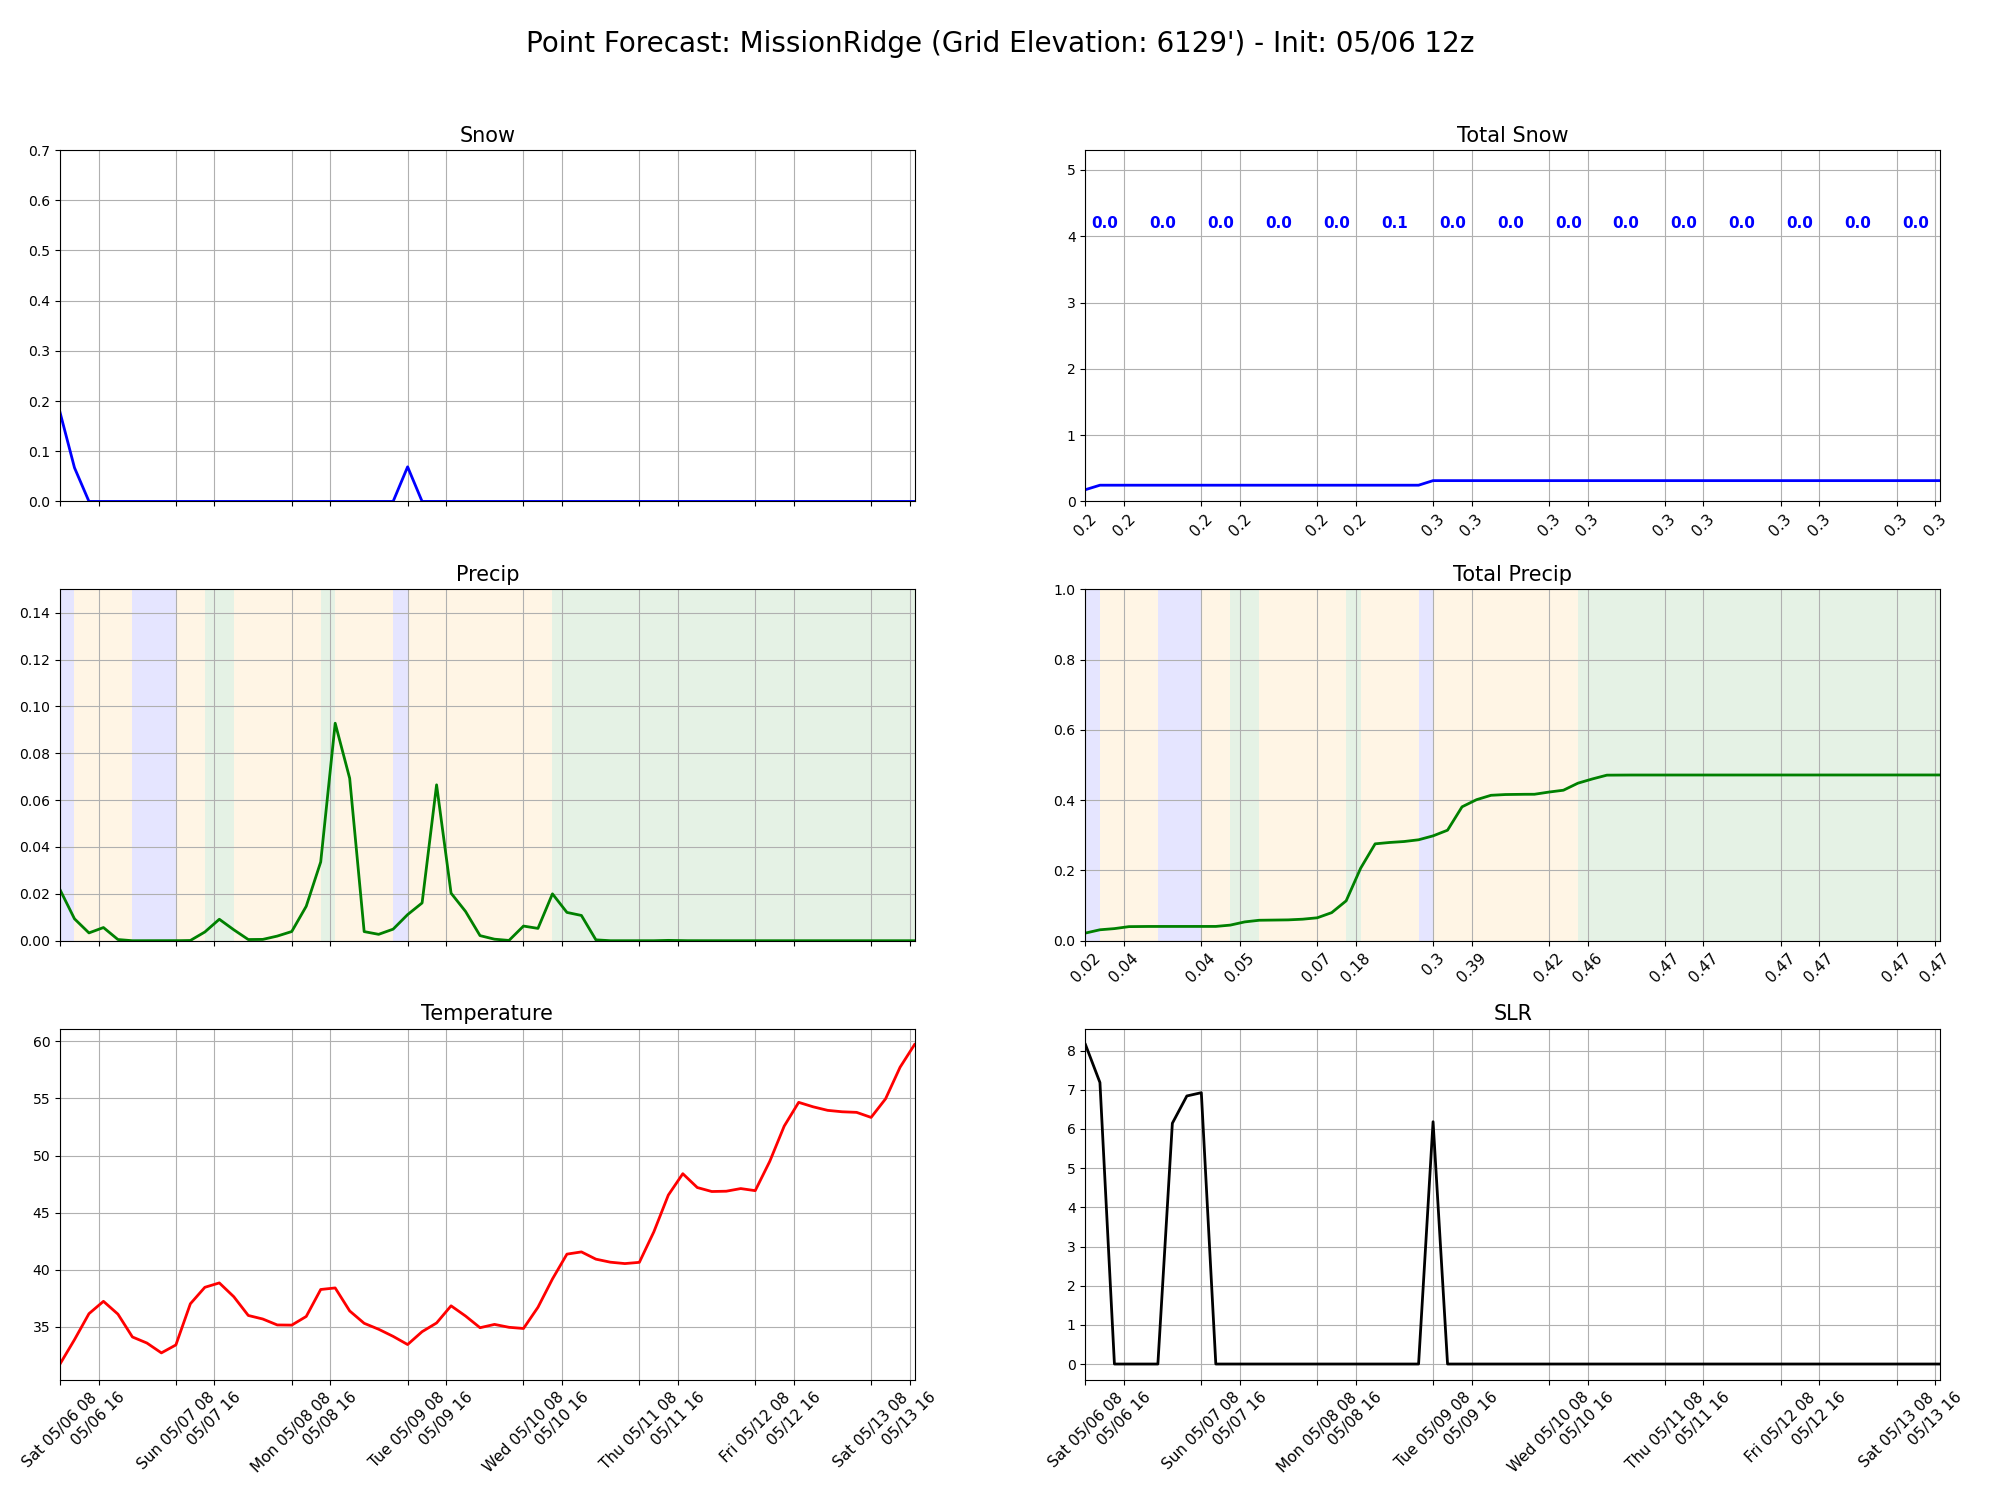 Point Forecast: MissionRidge (Grid Elevation: 6129') - Init: 05/06 12z
Snow
0.7
0.6
0.5
0.4
0.3
0.2
0.1
0.0
Total Snow
5
4
3
2
1
0
0.0 0.0 0.0 0.0 0.0 0.1 0.0 0.0 0.0 0.0 0.0 0.0 0.0 0.0 0.0
0.2 0.2 0.2 0.2 0.2 0.2 0.3 0.3 0.3 0.3 0.3 0.3 0.3 0.3 0.3 0.3
Precip
0.14
0.12
0.10
0.08
0.06
0.04
0.02
0.00
Total Precip
1.0
0.8
0.6
0.4
0.2
0.0
0.02 0.04 0.04 0.05 0.07 0.18 0.3 0.39 0.42 0.46 0.47 0.47 0.47 0.47 0.47 0.47
Temperature
60
55
50
45
40
35
Sat 05/06 08
05/06 16
Sun 05/07 08
05/07 16
Mon 05/08 08
05/08 16
Tue 05/09 08
05/09 16
Wed 05/10 08
05/10 16
Thu 05/11 08
05/11 16
Fri 05/12 08
05/12 16
Sat 05/13 08
05/13 16
SLR
8
7
6
5
4
3
2
1
0
Sat 05/06 08
05/06 16
Sun 05/07 08
05/07 16
Mon 05/08 08
05/08 16
Tue 05/09 08
05/09 16
Wed 05/10 08
05/10 16
Thu 05/11 08
05/11 16
Fri 05/12 08
05/12 16
Sat 05/13 08
05/13 16